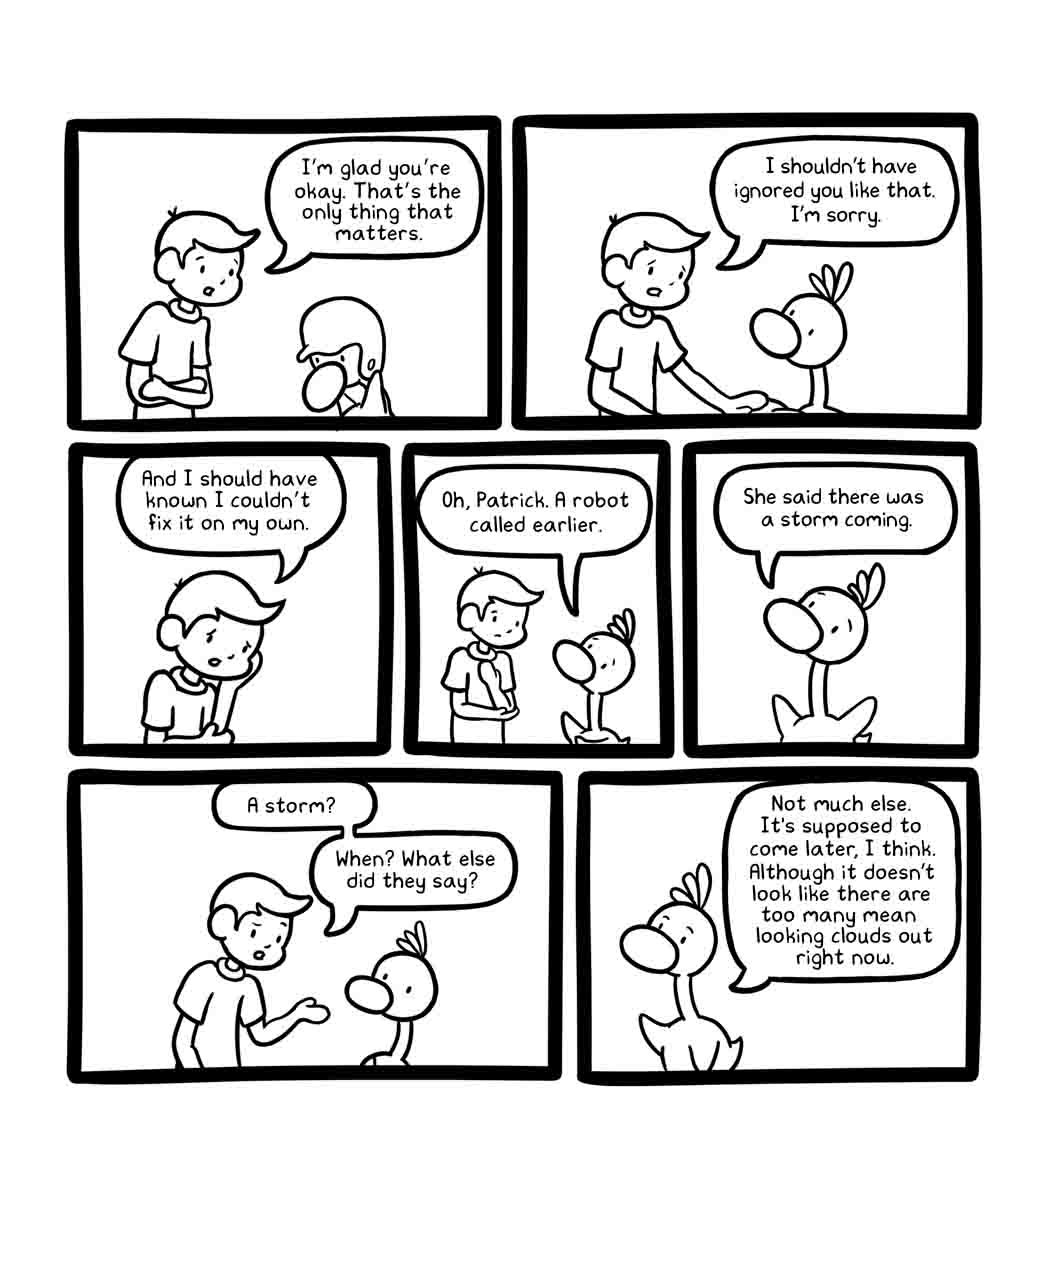 I'm glad you're
okay. That's the
only thing that
matters.
I shouldn't have
ignored you like that.
I'm sorry.
And I should have
known I couldn't
fix it on my own.
Oh, Patrick. A robot
called earlier.
She said there was
a storm coming.
A storm?
When? What else
did they say?
Not much else.
It's supposed to
come later, I think.
Although it doesn't
look like there are
too many mean
looking clouds out
right now.